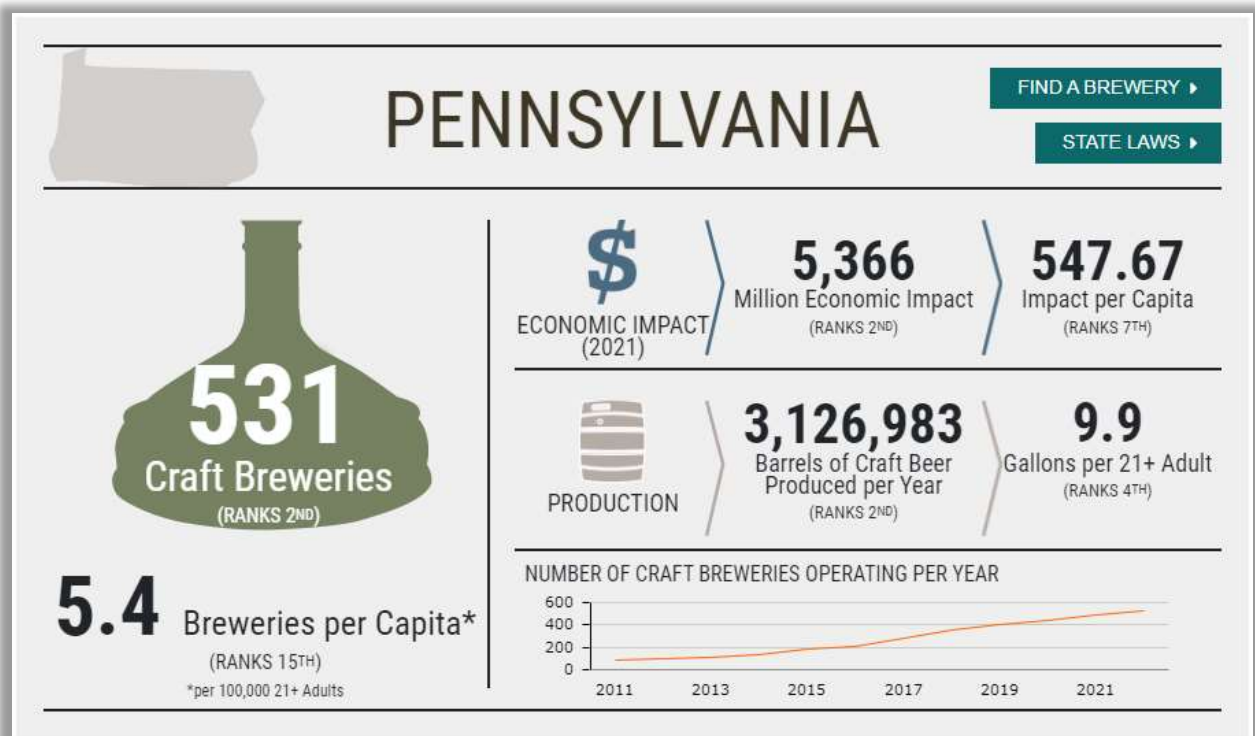 PENNSYLVANIA
FIND A BREWERY
STATE LAWS
531
Craft Breweries
(RANKS 2ND)
5.4 Breweries per Capita*
(RANKS 15TH)
*per 100,000 21+ Adults
$
ECONOMIC IMPACT
(2021)
5,366
Million Economic Impact
(RANKS 2ND)
547.67
Impact per Capita
(RANKS 7TH)
PRODUCTION
3,126,983
Barrels of Craft Beer
Produced per Year
(RANKS 2ND)
9.9
Gallons per 21+ Adult
(RANKS 4TH)
NUMBER OF CRAFT BREWERIES OPERATING PER YEAR
600
400
200
0
2011 2013 2015 2017 2019 2021